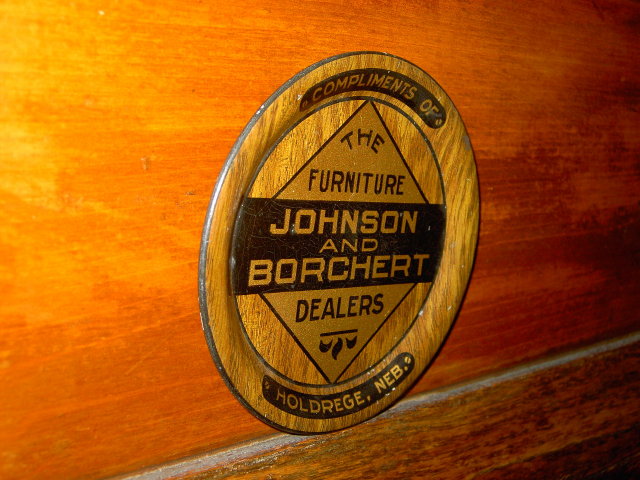 COMPLIMENTS OF
THE
FURNITURE
JOHNSON
AND
BORCHERT
DEALERS
HOLDREGE, NEB.